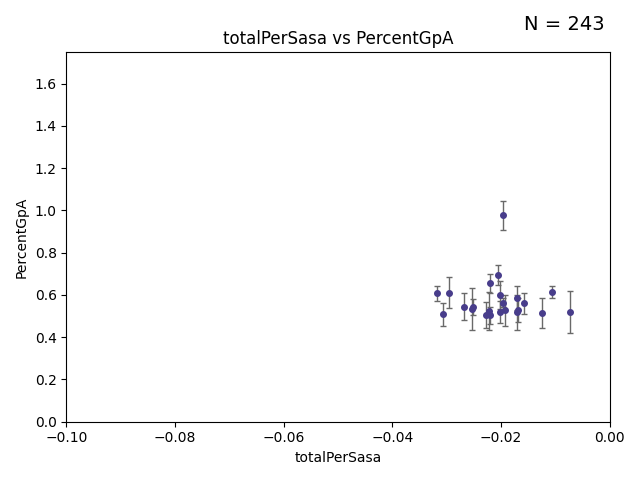 N = 243
totalPerSasa vs PercentGpA
1.6
1.4
1.2
1.0
0.8
0.6
0.4
0.2
0.0
PercentGpA
−0.10 −0.08 −0.06 −0.04 −0.02 0.00
totalPerSasa